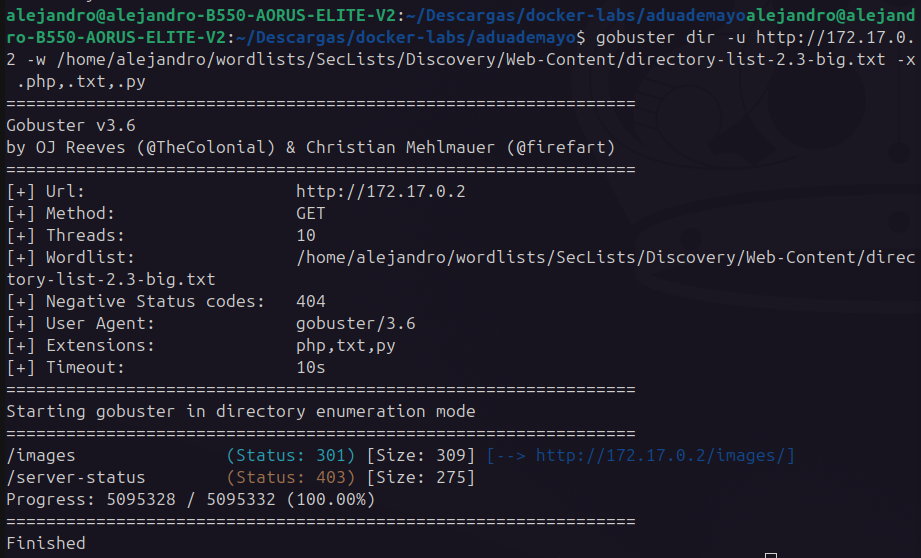 alejandro@alejandro-B550-AORUS-ELITE-V2:~/Descargas/docker-labs/aduademayoalejandro@alejand
ro-B550-AORUS-ELITE-V2:~/Descargas/docker-labs/aduademayo$ gobuster dir -u http://172.17.0.
2 -w /home/alejandro/wordlists/SecLists/Discovery/Web-Content/directory-list-2.3-big.txt -x
 .php,.txt,.py
===============================================================
Gobuster v3.6
by OJ Reeves (@TheColonial) & Christian Mehlmauer (@firefart)
===============================================================
[+] Url:                     http://172.17.0.2
[+] Method:                  GET
[+] Threads:                 10
[+] Wordlist:                /home/alejandro/wordlists/SecLists/Discovery/Web-Content/direc
tory-list-2.3-big.txt
[+] Negative Status codes:   404
[+] User Agent:              gobuster/3.6
[+] Extensions:              php,txt,py
[+] Timeout:                 10s
===============================================================
Starting gobuster in directory enumeration mode
===============================================================
/images               (Status: 301) [Size: 309] [--> http://172.17.0.2/images/]
/server-status        (Status: 403) [Size: 275]
Progress: 5095328 / 5095332 (100.00%)
===============================================================
Finished